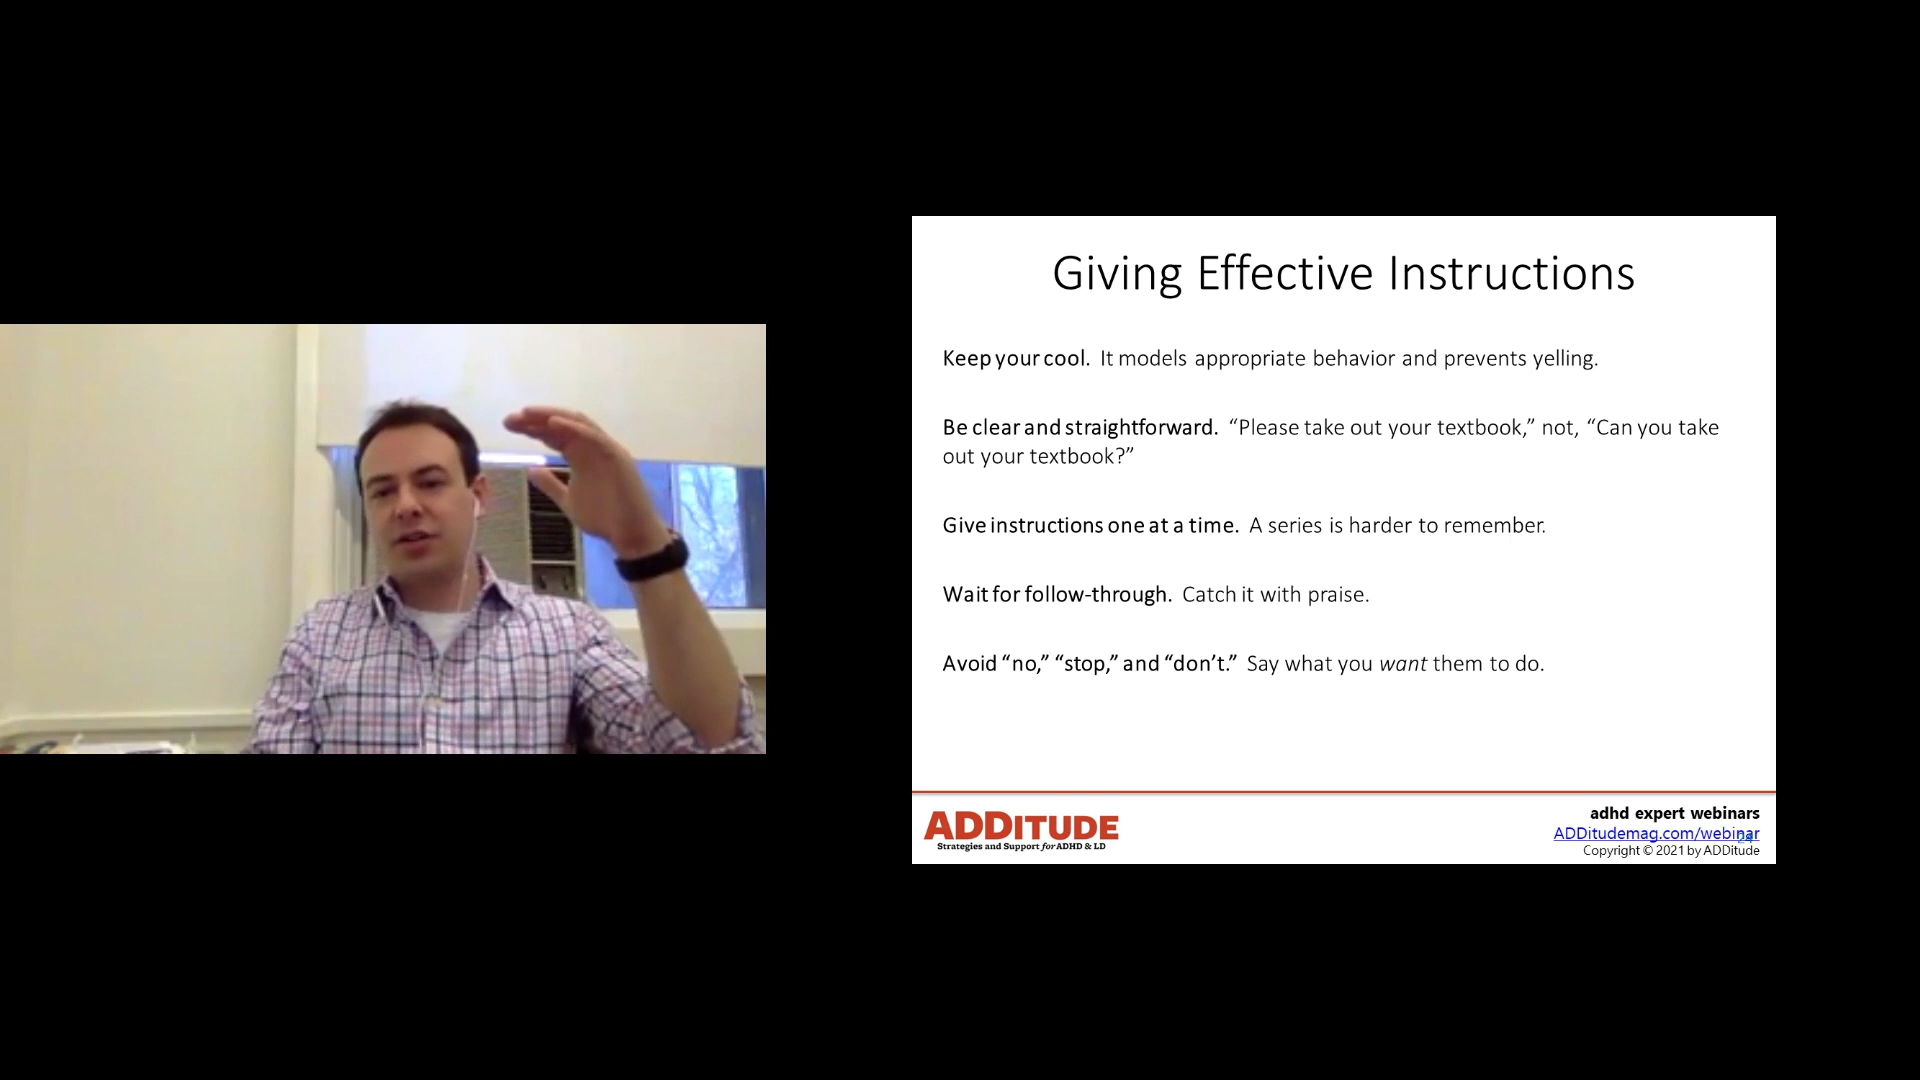 Giving Effective Instructions
Keep your cool. It models appropriate behavior and prevents yelling.
Be clear and straightforward. “Please take out your textbook,” not, “Can you take
out your textbook?”
Give instructions one at a time. A series is harder to remember.
Wait for follow-through. Catch it with praise.
Avoid “no,” “stop,” and “don’t.” Say what you want them to do.
ADDITUDE
Strategies and Support for ADHD & LD
adhd expert webinars
ADDitudemag.com/webinar
Copyright © 2021 by ADDitude